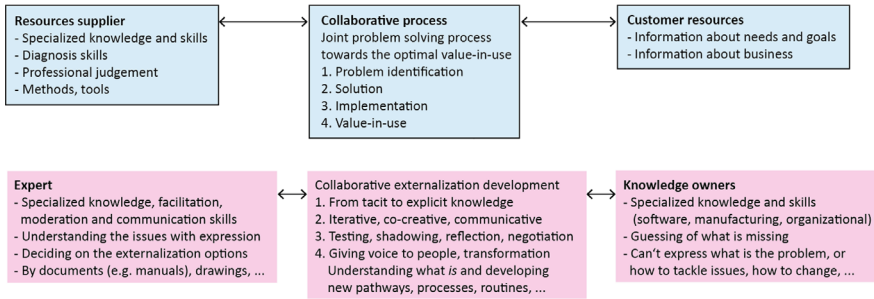 Resources supplier
- Specialized knowledge and skills
- Diagnosis skills
- Professional judgement
- Methods, tools
Collaborative process
Joint problem solving process
towards the optimal value-in-use
1. Problem identification
2. Solution
3. Implementation
4. Value-in-use
Customer resources
- Information about needs and goals
- Information about business
Expert
- Specialized knowledge, facilitation,
moderation and communication skills
- Understanding the issues with expression
- Deciding on the externalization options
- By documents (e.g. manuals), drawings, ...
Collaborative externalization development
1. From tacit to explicit knowledge
2. Iterative, co-creative, communicative
3. Testing, shadowing, reflection, negotiation
4. Giving voice to people, transformation
Understanding what is and developing
new pathways, processes, routines, ...
Knowledge owners
- Specialized knowledge and skills
(software, manufacturing, organizational)
- Guessing of what is missing
- Can't express what is the problem, or
how to tackle issues, how to change, ...